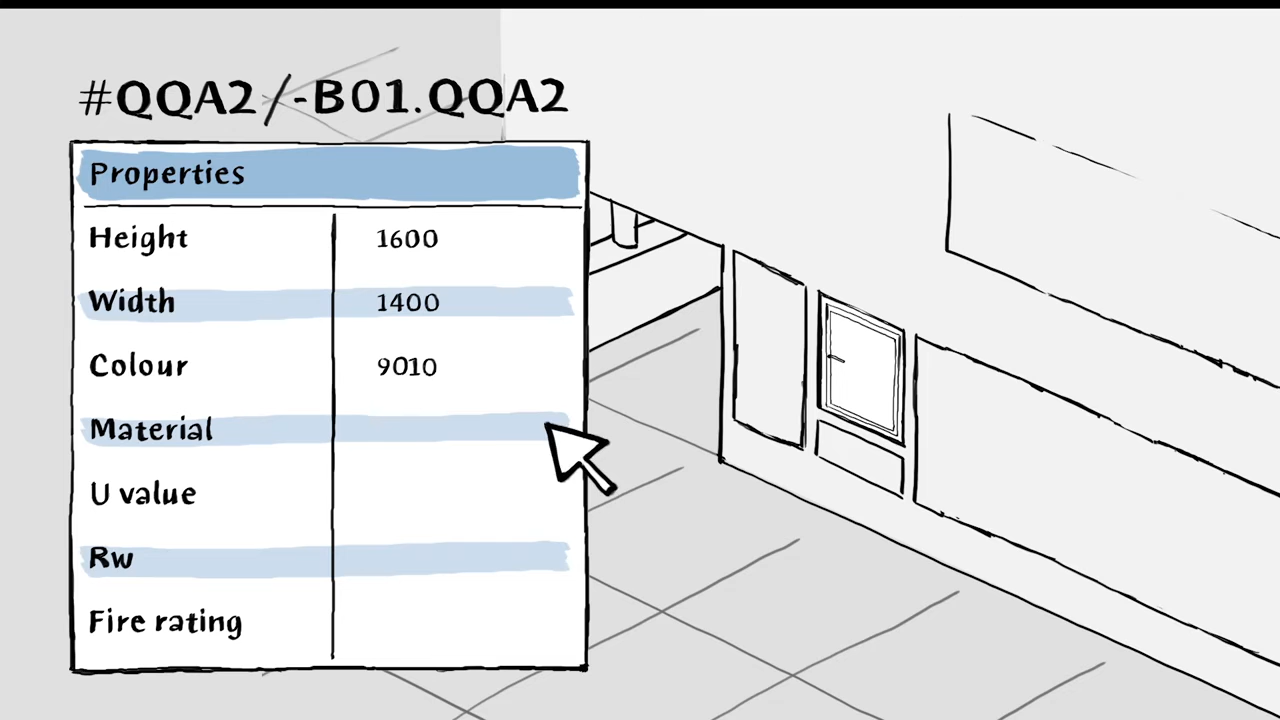 #QQA2/-B01.QQA2
Properties
Height 1600
Width 1400
Colour 9010
Material
U value
Rw
Fire rating